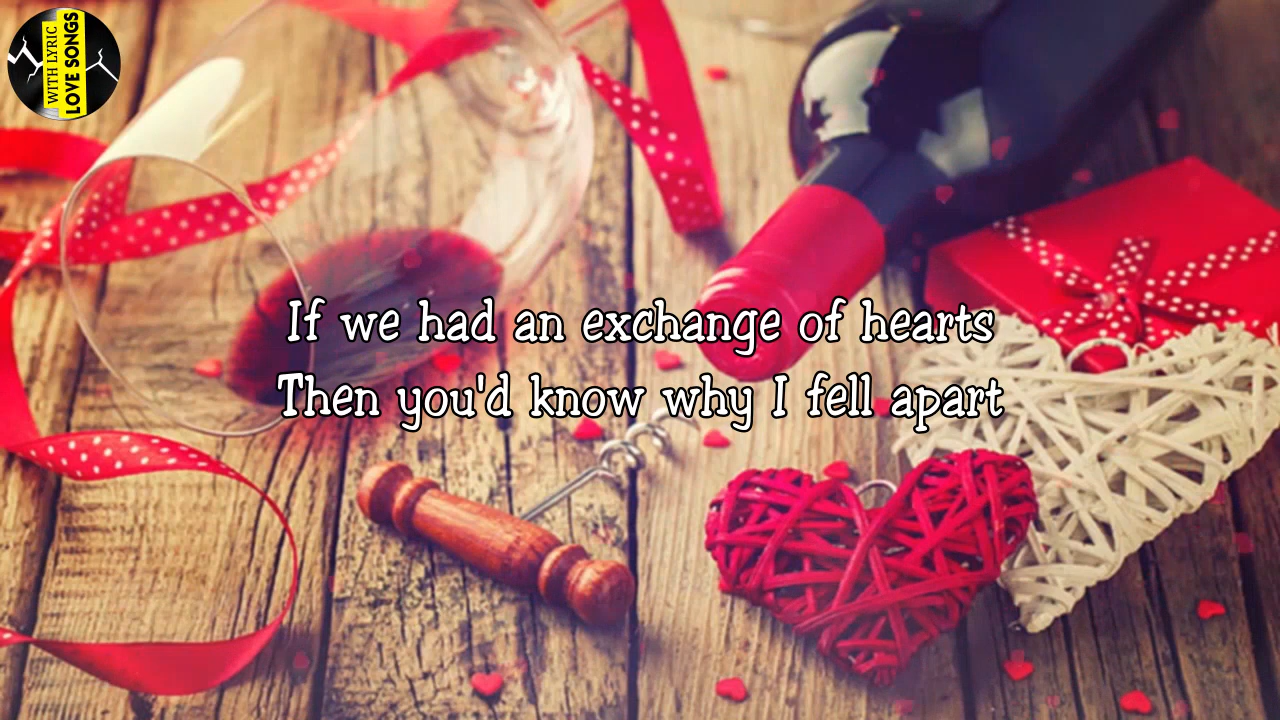 WITH LYRIC
LOVE SONGS
If we had an exchange of hearts
Then you'd know why I fell apart